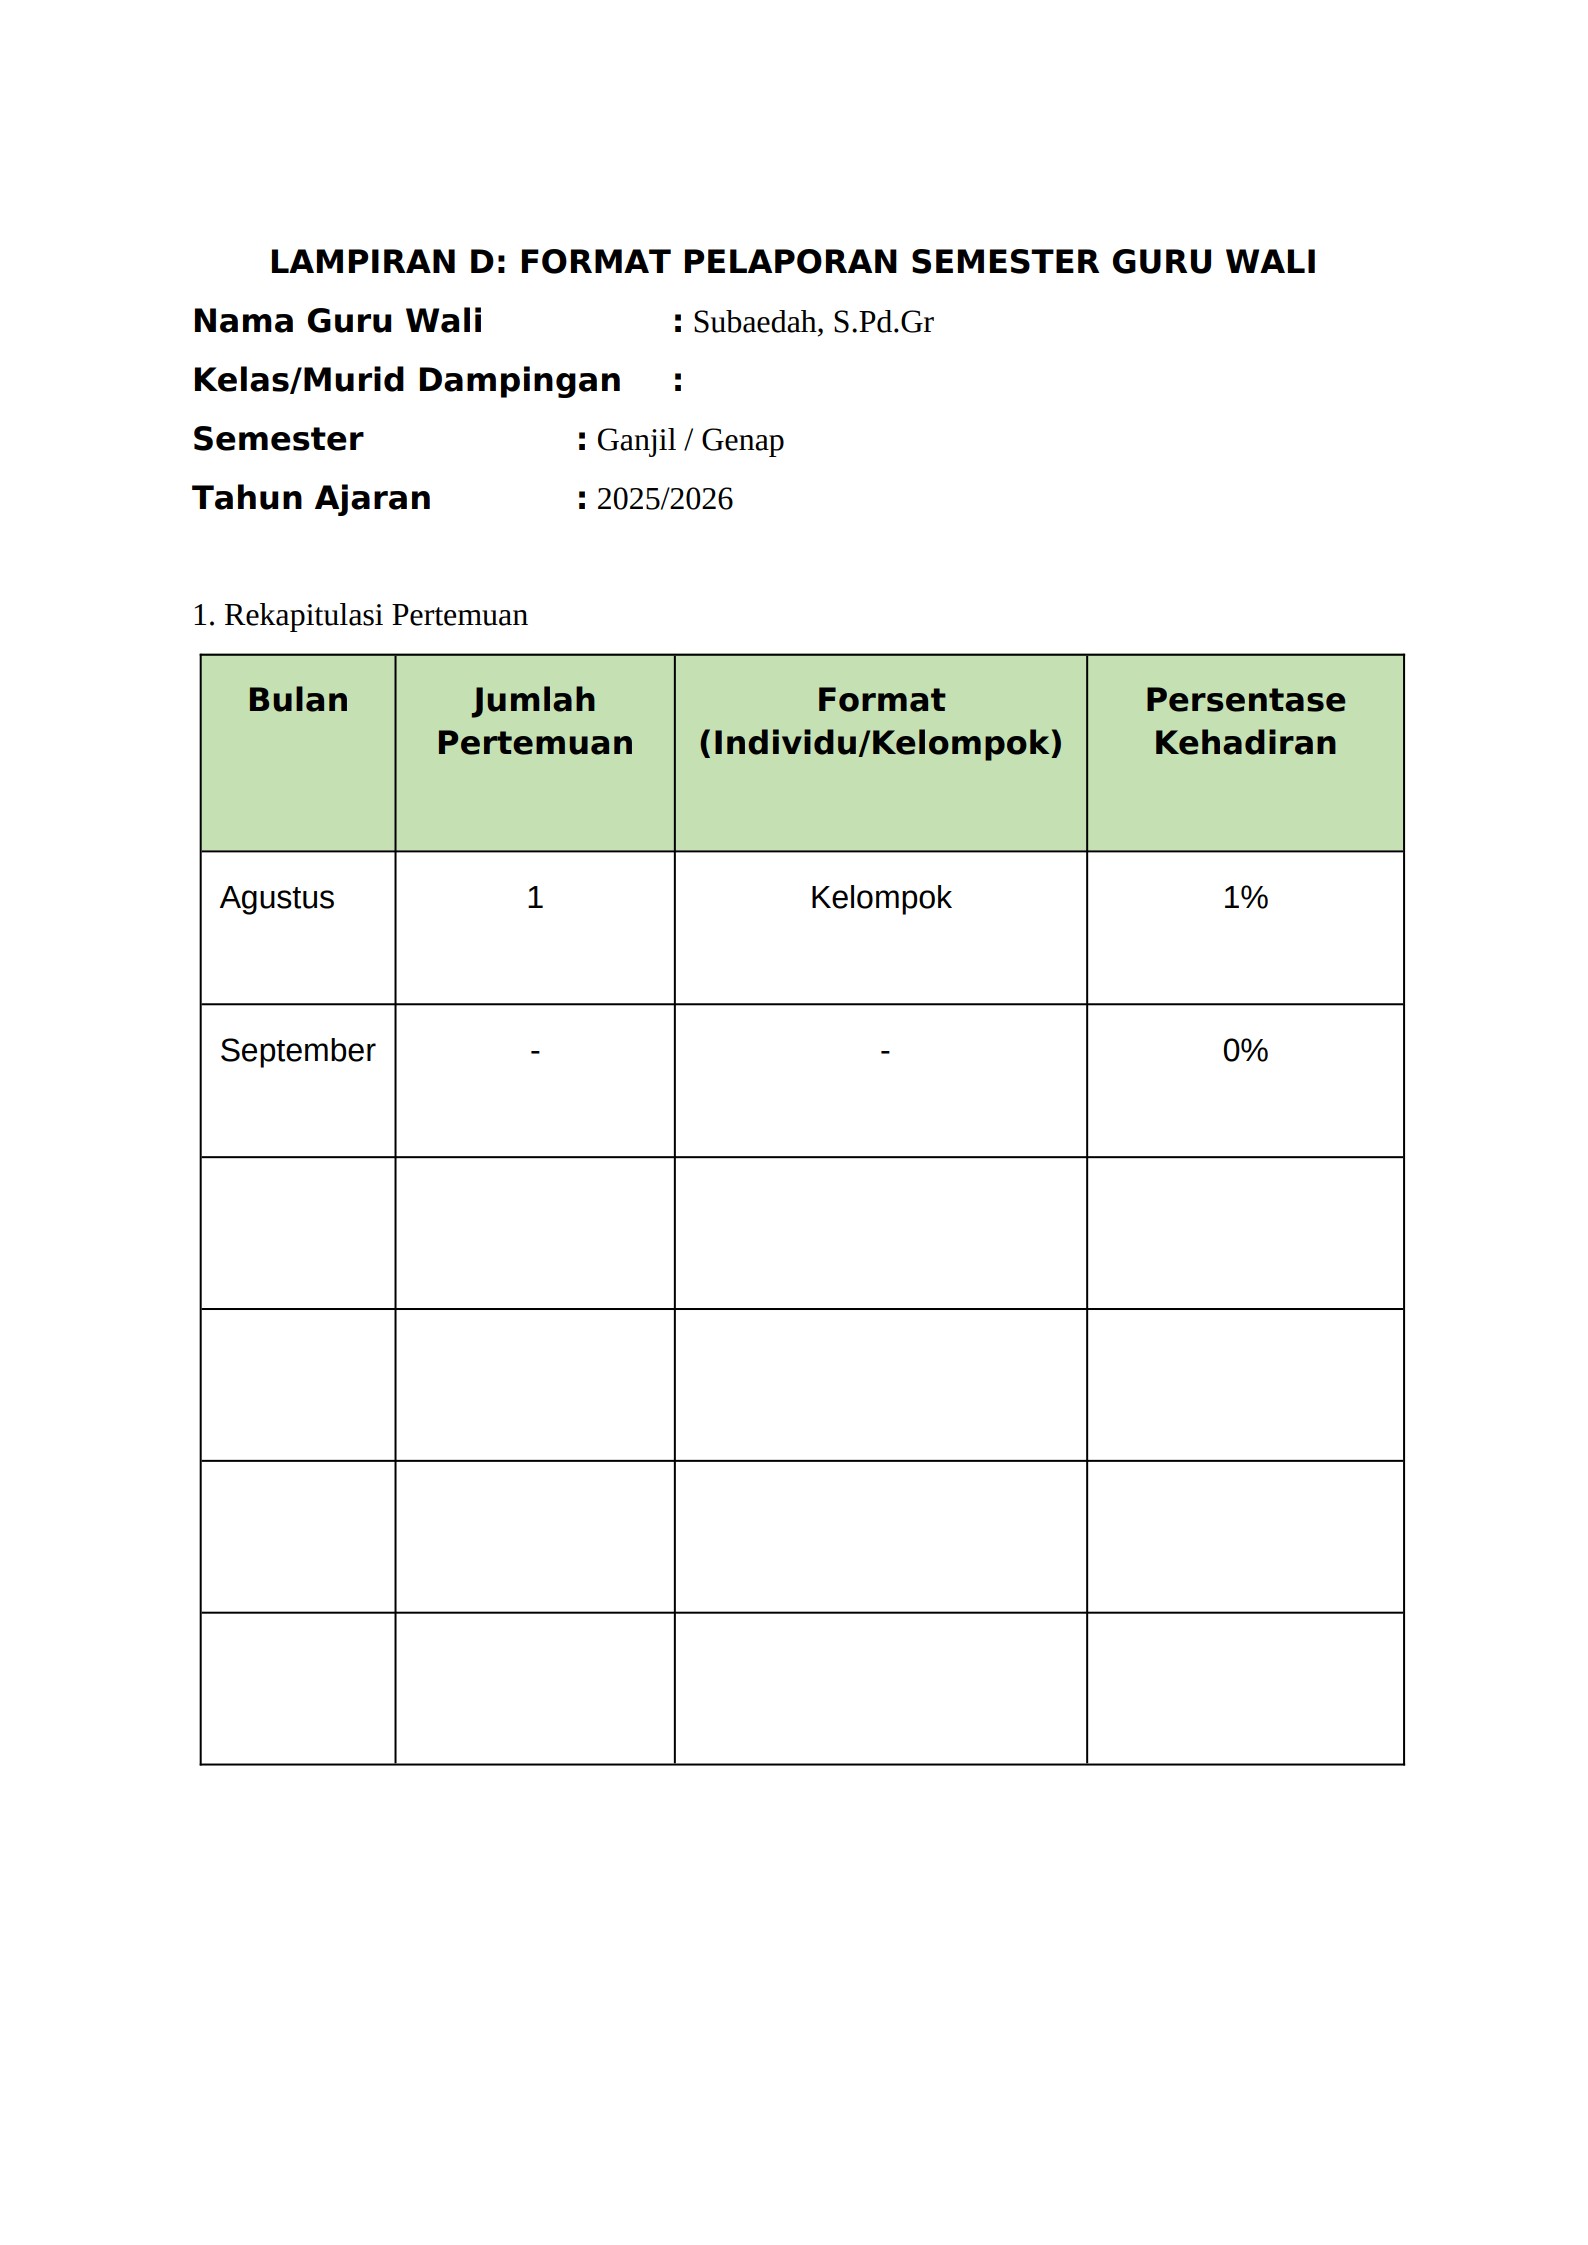 LAMPIRAN D: FORMAT PELAPORAN SEMESTER GURU WALI
Nama Guru Wali : Subaedah, S.Pd.Gr
Kelas/Murid Dampingan :
Semester : Ganjil / Genap
Tahun Ajaran : 2025/2026
1. Rekapitulasi Pertemuan
Bulan Jumlah Pertemuan Format (Individu/Kelompok) Persentase Kehadiran
Agustus 1 Kelompok 1%
September - - 0%